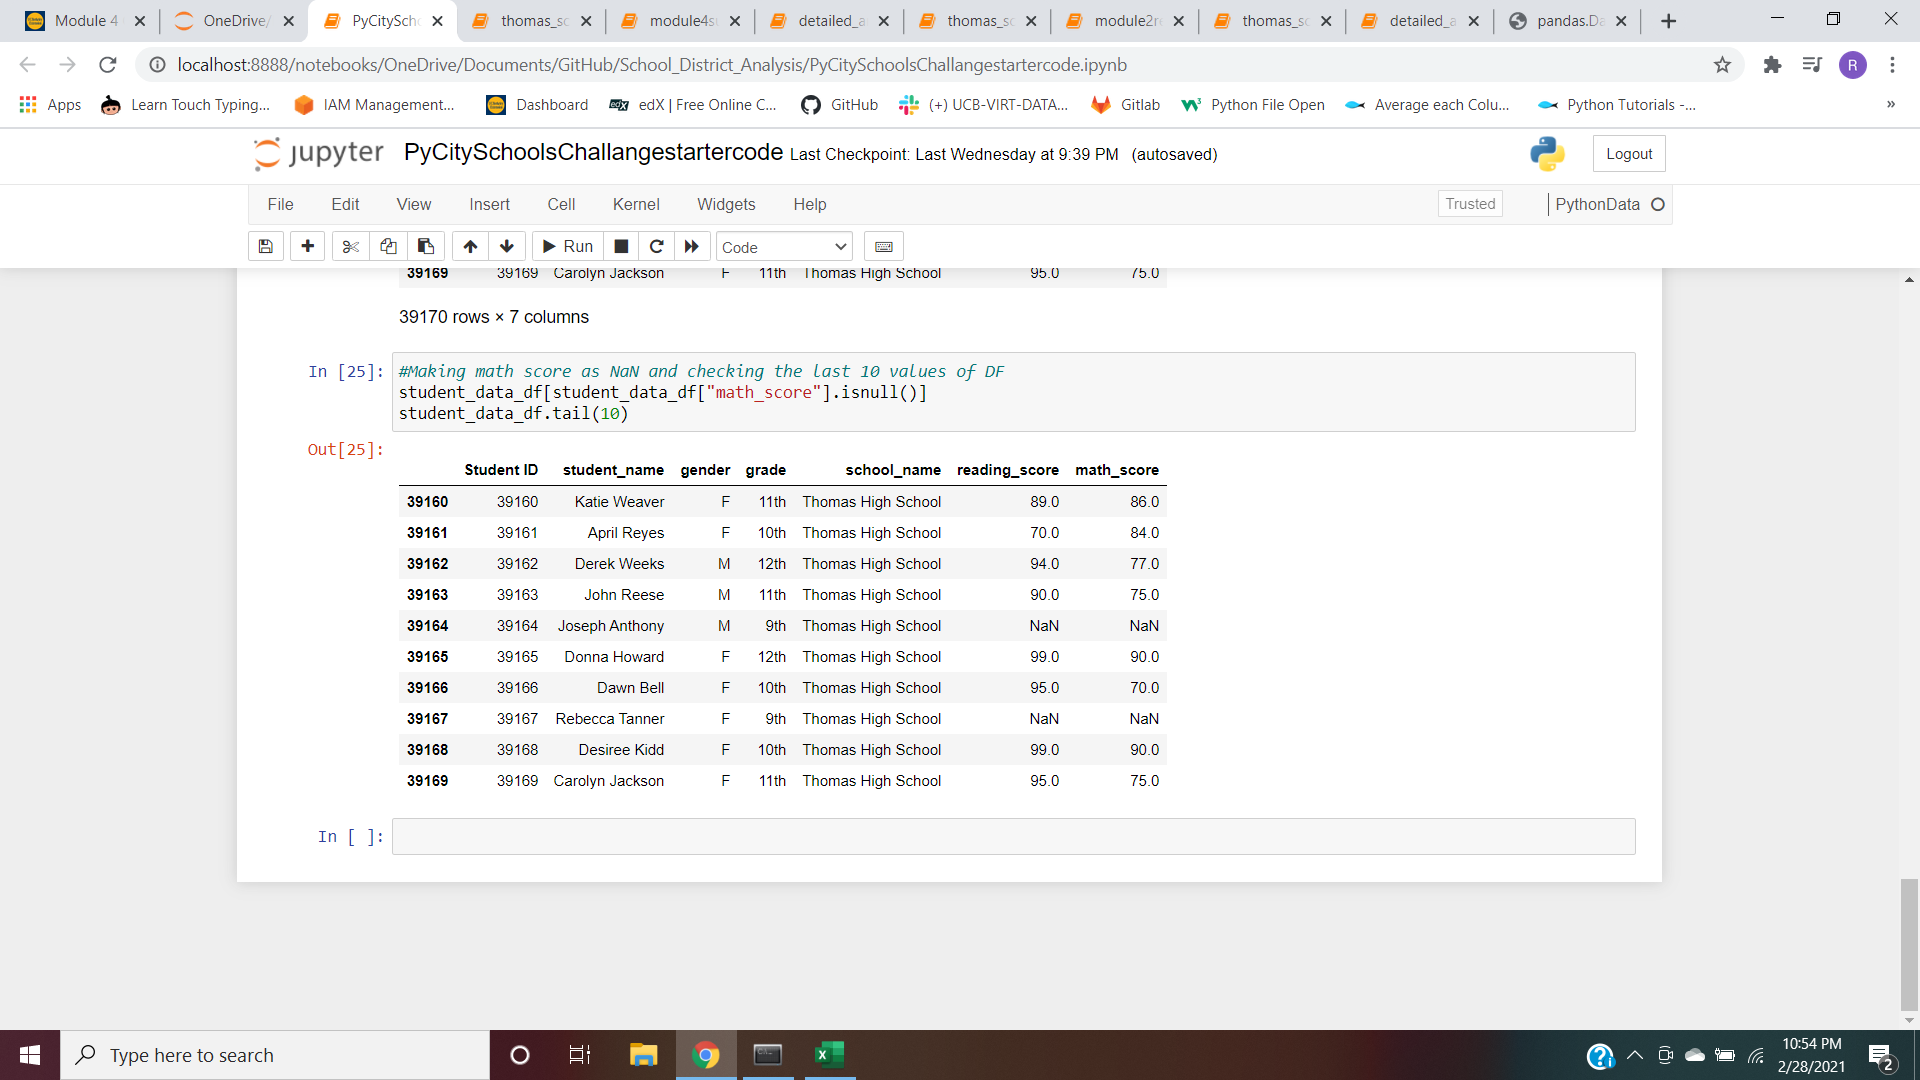 Module 4
OneDrive/
PyCitySch
thomas_sc
module4su
detailed_a
thomas_sc
module2re
thomas_sc
detailed_a
pandas.Da
localhost:8888/notebooks/OneDrive/Documents/GitHub/School_District_Analysis/PyCitySchoolsChallangestartercode.ipynb
R
Apps
Learn Touch Typing...
IAM Management...
Dashboard
edX
edX | Free Online C...
GitHub
(+) UCB-VIRT-DATA...
Gitlab
Python File Open
Average each Colu...
Python Tutorials -...
»
jupyter PyCitySchoolsChallangestartercode Last Checkpoint: Last Wednesday at 9:39 PM (autosaved)
Logout
File Edit View Insert Cell Kernel Widgets Help
Trusted
PythonData
Run
Code
39169 39169 Carolyn Jackson F 11th Thomas High School 95.0 75.0
39170 rows × 7 columns
In [25]:
#Making math score as NaN and checking the last 10 values of DF
student_data_df[student_data_df["math_score"].isnull()]
student_data_df.tail(10)
Out[25]:
Student ID student_name gender grade school_name reading_score math_score
39160 39160 Katie Weaver F 11th Thomas High School 89.0 86.0
39161 39161 April Reyes F 10th Thomas High School 70.0 84.0
39162 39162 Derek Weeks M 12th Thomas High School 94.0 77.0
39163 39163 John Reese M 11th Thomas High School 90.0 75.0
39164 39164 Joseph Anthony M 9th Thomas High School NaN NaN
39165 39165 Donna Howard F 12th Thomas High School 99.0 90.0
39166 39166 Dawn Bell F 10th Thomas High School 95.0 70.0
39167 39167 Rebecca Tanner F 9th Thomas High School NaN NaN
39168 39168 Desiree Kidd F 10th Thomas High School 99.0 90.0
39169 39169 Carolyn Jackson F 11th Thomas High School 95.0 75.0
In [ ]:
Type here to search
10:54 PM
2/28/2021
2